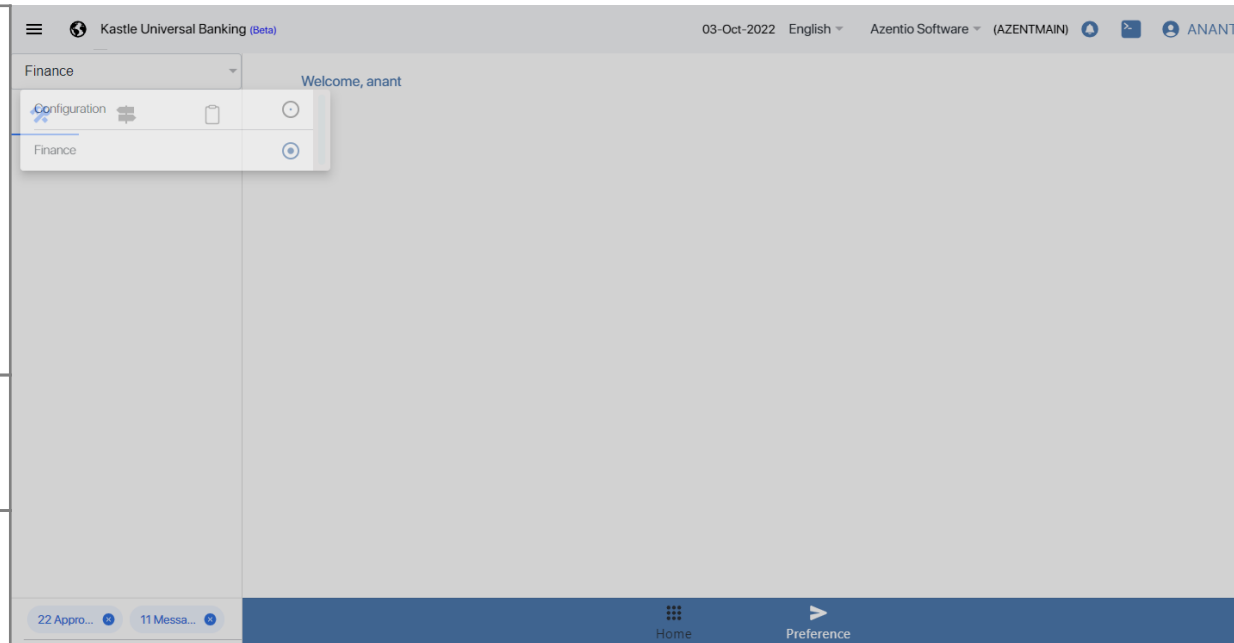 Kastle Universal Banking (Beta)
03-Oct-2022 English Azentio Software (AZENTMAIN) ANANT
Finance
Welcome, anant
Configuration
Finance
22 Appro... 11 Messa...
Home Preference